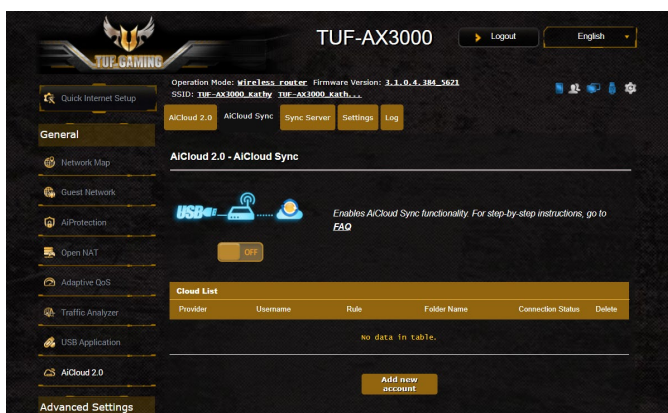 TUF GAMING
TUF-AX3000
Logout
English
Operation Mode: Wireless router Firmware Version: 3.1.0.4.384_5621
SSID: TUF-AX3000_Kathy TUF-AX3000_Kath...
Quick Internet Setup
General
Network Map
Guest Network
AiProtection
Open NAT
Adaptive QoS
Traffic Analyzer
USB Application
AiCloud 2.0
Advanced Settings
AiCloud 2.0 AiCloud Sync Sync Server Settings Log
AiCloud 2.0 - AiCloud Sync
USB
Enables AiCloud Sync functionality. For step-by-step instructions, go to
FAQ
OFF
Cloud List
Provider Username Rule Folder Name Connection Status Delete
No data in table.
Add new
account